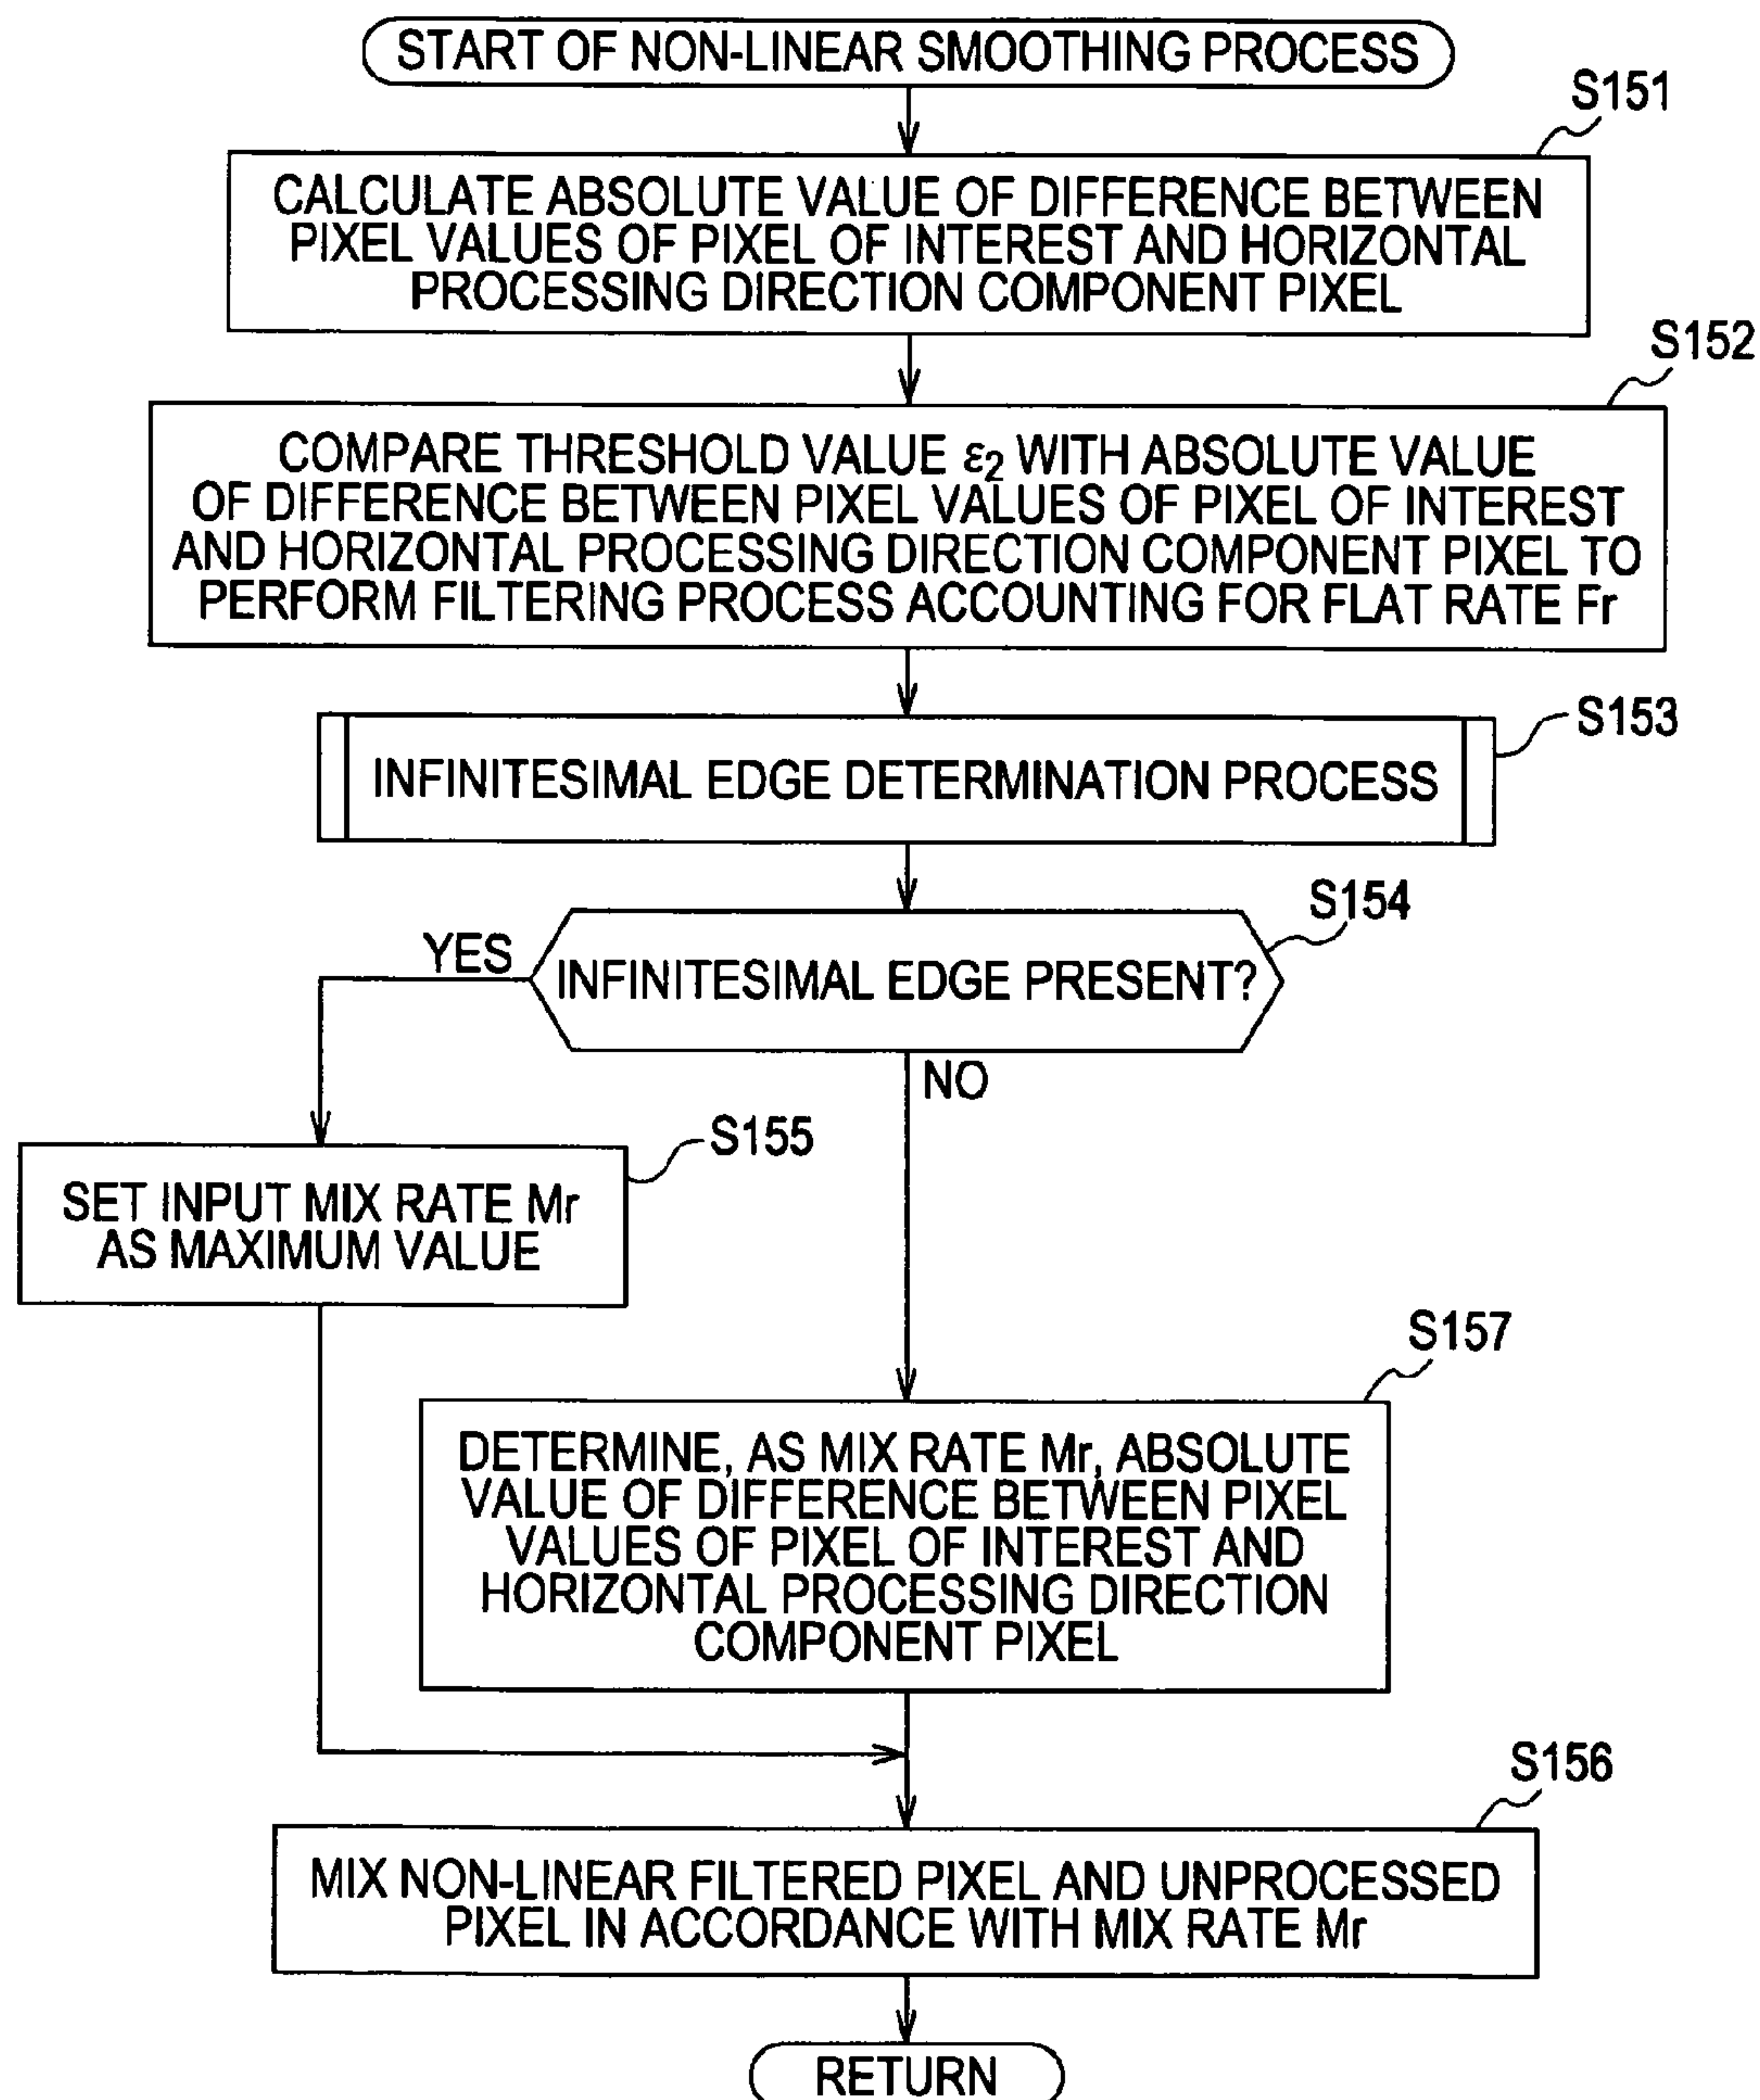 START OF NON-LINEAR SMOOTHING PROCESS
S151
CALCULATE ABSOLUTE VALUE OF DIFFERENCE BETWEEN
PIXEL VALUES OF PIXEL OF INTEREST AND HORIZONTAL
PROCESSING DIRECTION COMPONENT PIXEL
S152
COMPARE THRESHOLD VALUE ε2 WITH ABSOLUTE VALUE
OF DIFFERENCE BETWEEN PIXEL VALUES OF PIXEL OF INTEREST
AND HORIZONTAL PROCESSING DIRECTION COMPONENT PIXEL TO
PERFORM FILTERING PROCESS ACCOUNTING FOR FLAT RATE Fr
S153
INFINITESIMAL EDGE DETERMINATION PROCESS
S154
YES
INFINITESIMAL EDGE PRESENT?
NO
S155
SET INPUT MIX RATE Mr
AS MAXIMUM VALUE
S157
DETERMINE, AS MIX RATE Mr, ABSOLUTE
VALUE OF DIFFERENCE BETWEEN PIXEL
VALUES OF PIXEL OF INTEREST AND
HORIZONTAL PROCESSING DIRECTION
COMPONENT PIXEL
S156
MIX NON-LINEAR FILTERED PIXEL AND UNPROCESSED
PIXEL IN ACCORDANCE WITH MIX RATE Mr
RETURN